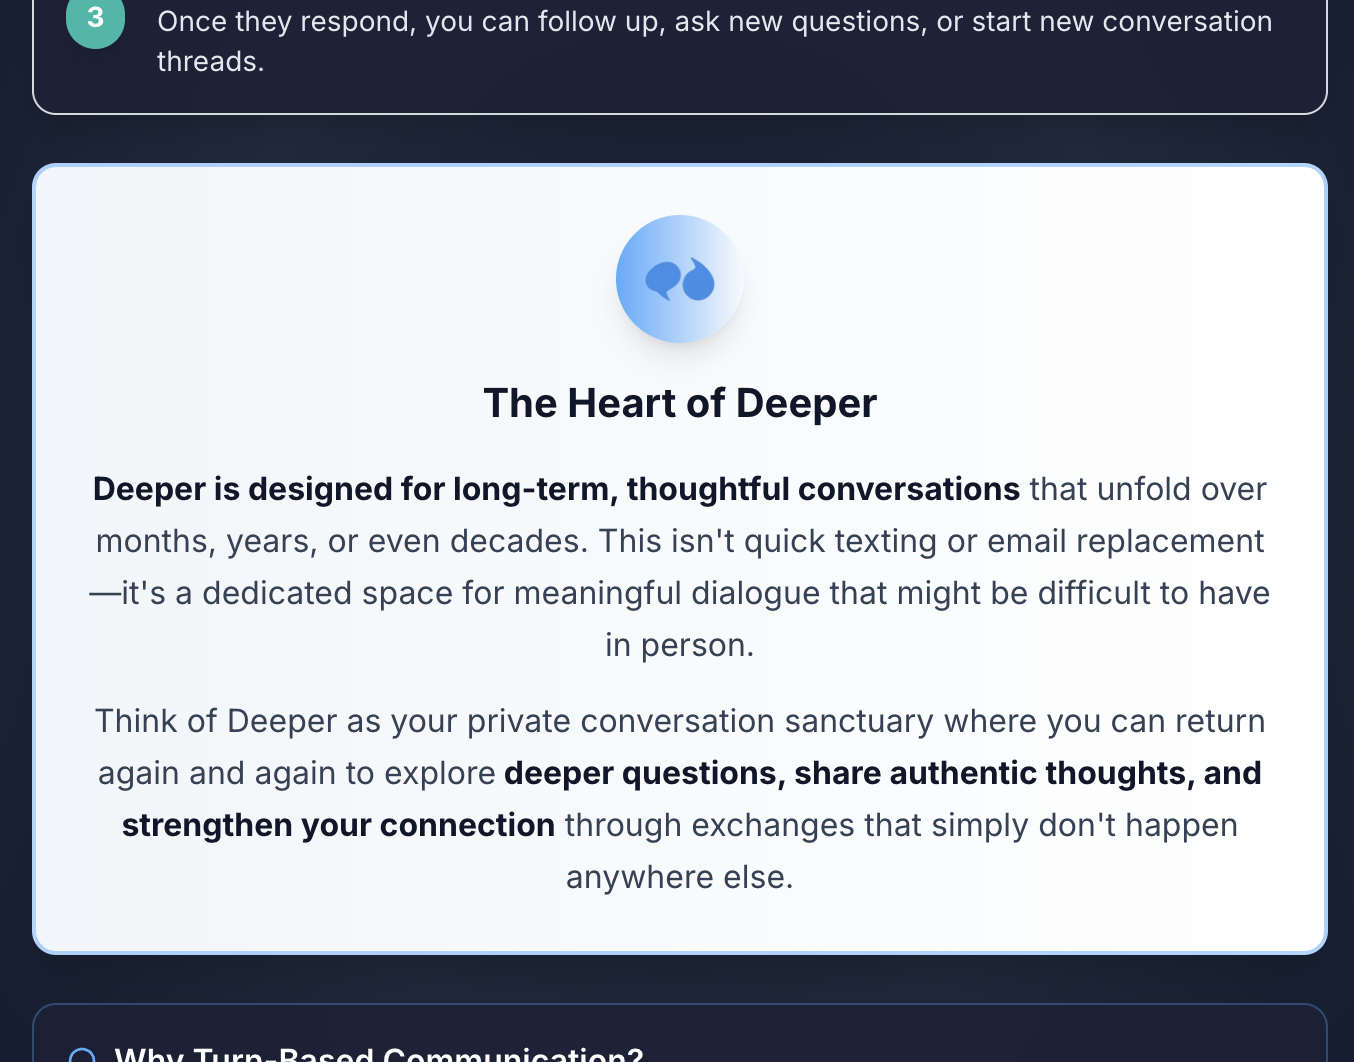 3
Once they respond, you can follow up, ask new questions, or start new conversation
threads.
The Heart of Deeper
Deeper is designed for long-term, thoughtful conversations that unfold over
months, years, or even decades. This isn't quick texting or email replacement
—it's a dedicated space for meaningful dialogue that might be difficult to have
in person.
Think of Deeper as your private conversation sanctuary where you can return
again and again to explore deeper questions, share authentic thoughts, and
strengthen your connection through exchanges that simply don't happen
anywhere else.
Why Turn-Based Communication?